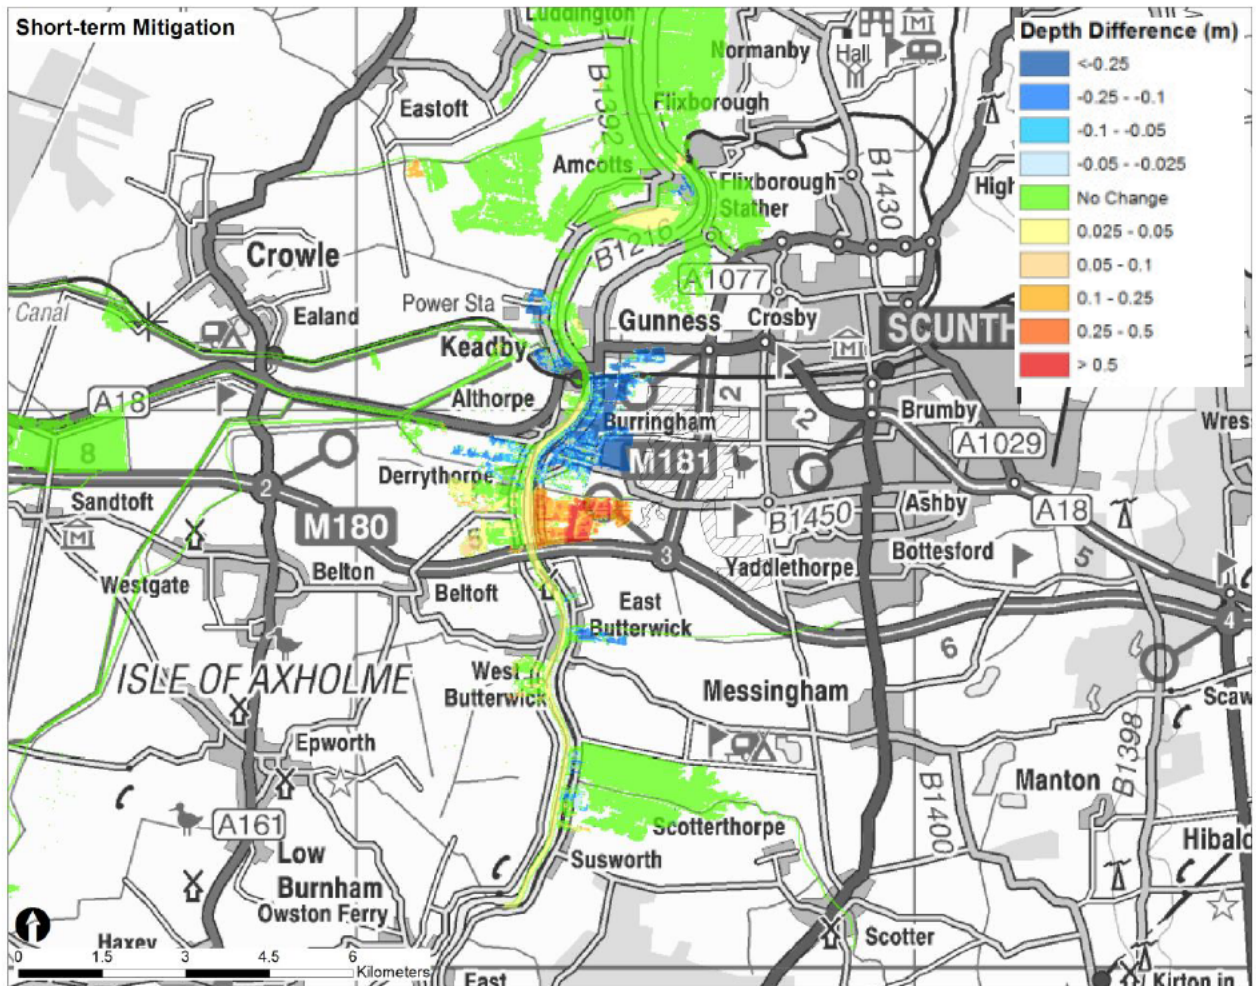 Short-term Mitigation
Luddington
Normanby
Hall
Depth Difference (m)
<-0.25
-0.25 - -0.1
-0.1 - -0.05
-0.05 - -0.025
No Change
0.025 - 0.05
0.05 - 0.1
0.1 - 0.25
0.25 - 0.5
> 0.5
Eastoft
B1392
Flixborough
Amcotts
B1430
High
Flixborough
Stather
Crowle
B1216
A1077
Power Sta
Canal
Ealand
Gunness
Crosby
SCUNTH
Keadby
A18
Althorpe
2
2
Brumby
Burringham
Wres
A1029
8
M181
Derrythorpe
2
Sandtoft
M180
B1450
Ashby
A18
5
3
Bottesford
5
Westgate
Belton
Beltoft
Yaddlethorpe
East
Butterwick
4
6
ISLE OF AXHOLME
West
Butterwick
Messingham
Scaw
Epworth
B1398
Manton
B1400
A161
Scotterthorpe
Hibald
Low
Burnham
Susworth
Owston Ferry
Haxey
Scotter
0 1.5 3 4.5 6
Kilometers
East
Kirton in